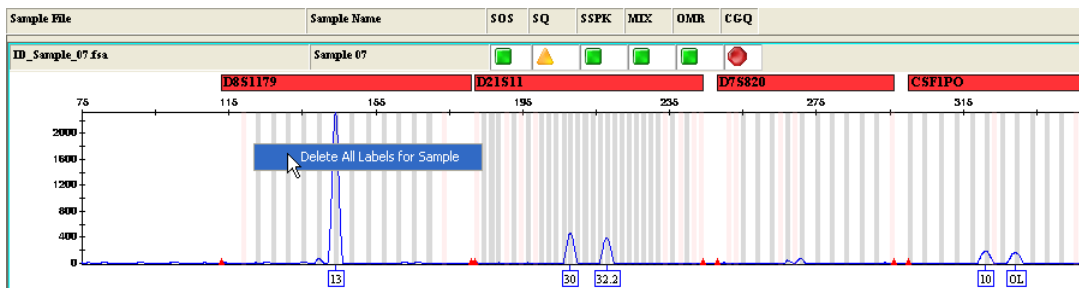 Sample File Sample Name SOS SQ SSPK MIX OMR CGQ
ID_Sample_07.fsa Sample 07
D8S1179 D21S11 D7S820 CSF1PO
75 115 155 195 235 275 315
2000
1600
1200
800
400
0
Delete All Labels for Sample
13 30 32.2 10 OL